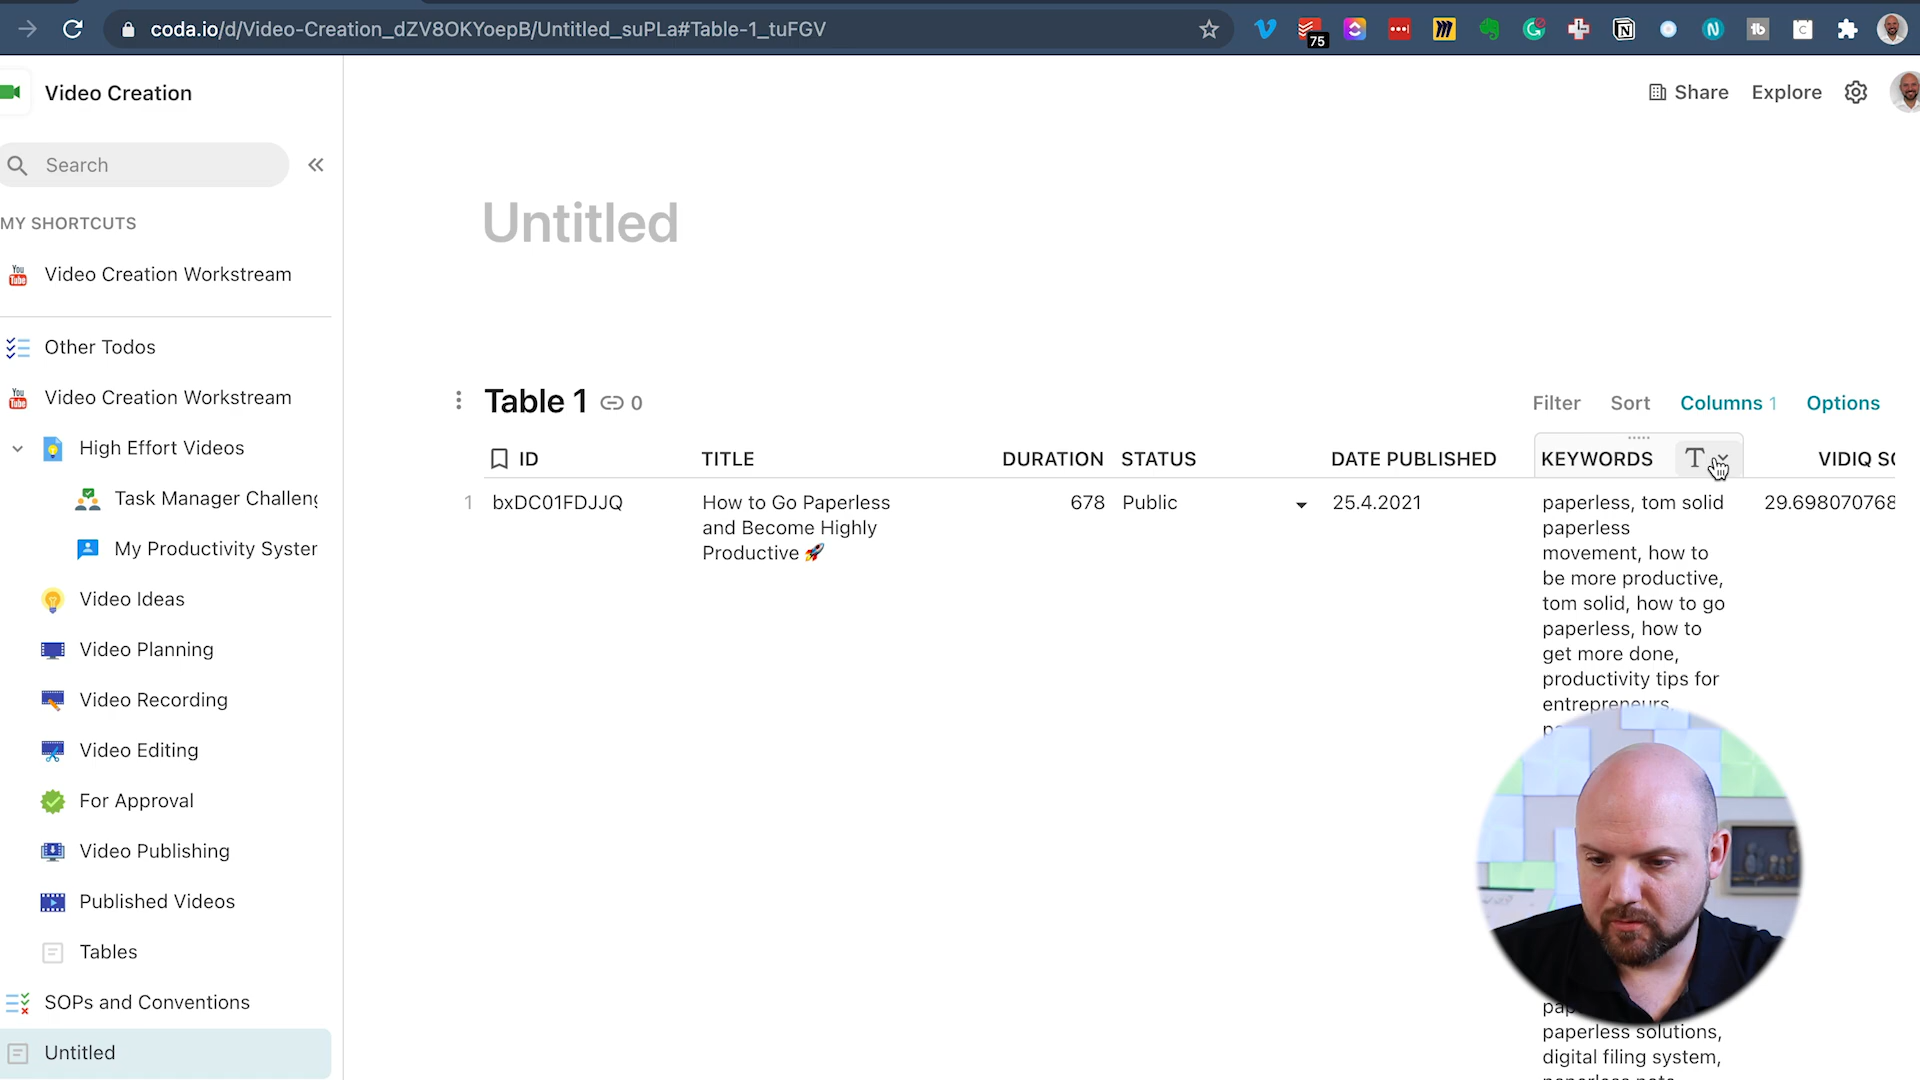 coda.io/d/Video-Creation_dZV8OKYoepB/Untitled_suPLa#Table-1_tuFGV
75
Video Creation
Share
Explore
Search
MY SHORTCUTS
Video Creation Workstream
Other Todos
Video Creation Workstream
High Effort Videos
Task Manager Challeng
My Productivity System
Video Ideas
Video Planning
Video Recording
Video Editing
For Approval
Video Publishing
Published Videos
Tables
SOPs and Conventions
Untitled
Untitled
Table 1 0
Filter Sort Columns 1 Options
ID TITLE DURATION STATUS DATE PUBLISHED KEYWORDS T VIDIQ SC
1 bxDC01FDJJQ How to Go Paperless and Become Highly Productive 🚀 678 Public 25.4.2021
paperless, tom solid
paperless
movement, how to
be more productive,
tom solid, how to go
paperless, how to
get more done,
productivity tips for
entrepreneurs,
paperless solutions,
digital filing system,
29.698070768